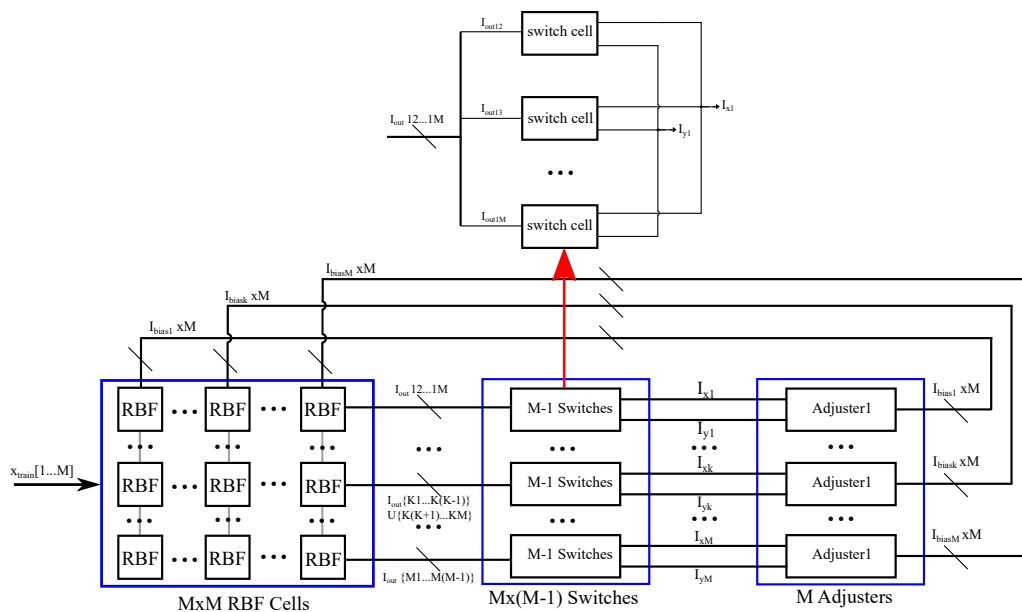 I_out12
switch cell
I_out13
switch cell
I_x1
I_out 12...1M
I_y1
•••
I_out1M
switch cell
I_biasM xM
I_biask xM
I_bias1 xM
RBF ••• RBF ••• RBF
I_out 12...1M
M-1 Switches
I_x1
I_y1
Adjuster1
I_bias1 xM
••• ••• •••
•••
•••
•••
•••
x_train[1...M]
RBF ••• RBF ••• RBF
I_out{K1...K(K-1)}
U{K(K+1)...KM}
M-1 Switches
I_xk
I_yk
Adjuster1
I_biask xM
••• ••• •••
•••
•••
•••
•••
RBF ••• RBF ••• RBF
I_out {M1...M(M-1)}
M-1 Switches
I_xM
I_yM
Adjuster1
I_biasM xM
MxM RBF Cells
Mx(M-1) Switches
M Adjusters